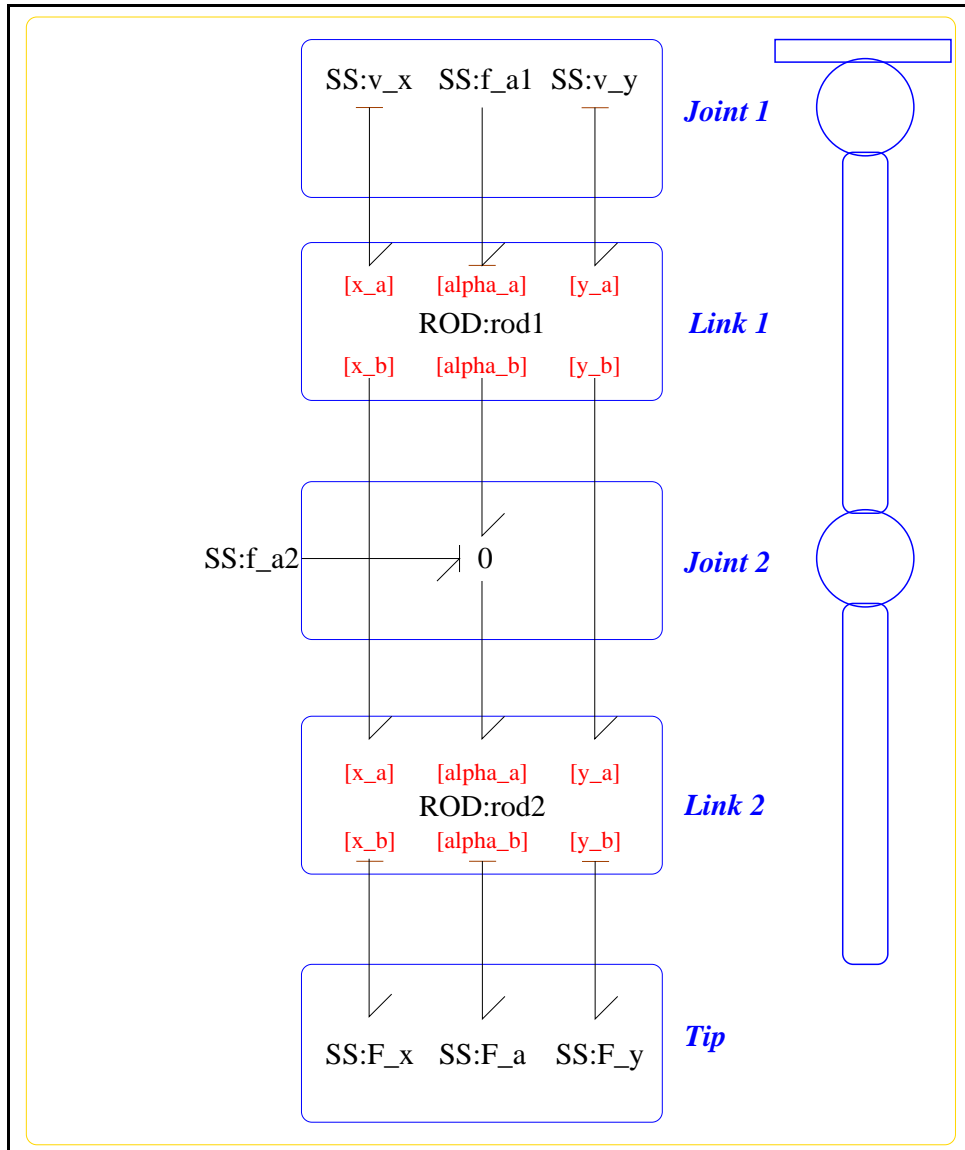 SS:v_x SS:f_a1 SS:v_y
Joint 1
[x_a] [alpha_a] [y_a]
ROD:rod1
Link 1
[x_b] [alpha_b] [y_b]
SS:f_a2
0
Joint 2
[x_a] [alpha_a] [y_a]
ROD:rod2
Link 2
[x_b] [alpha_b] [y_b]
Tip
SS:F_x SS:F_a SS:F_y